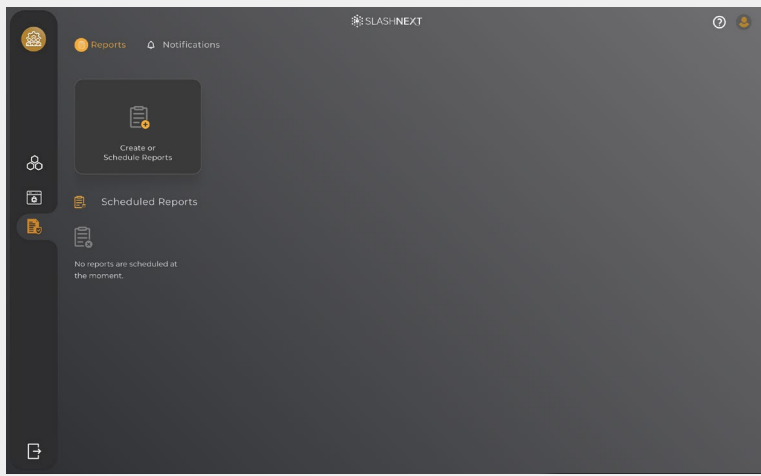 SLASHNEXT
Reports
Notifications
Create or
Schedule Reports
Scheduled Reports
No reports are scheduled at
the moment.